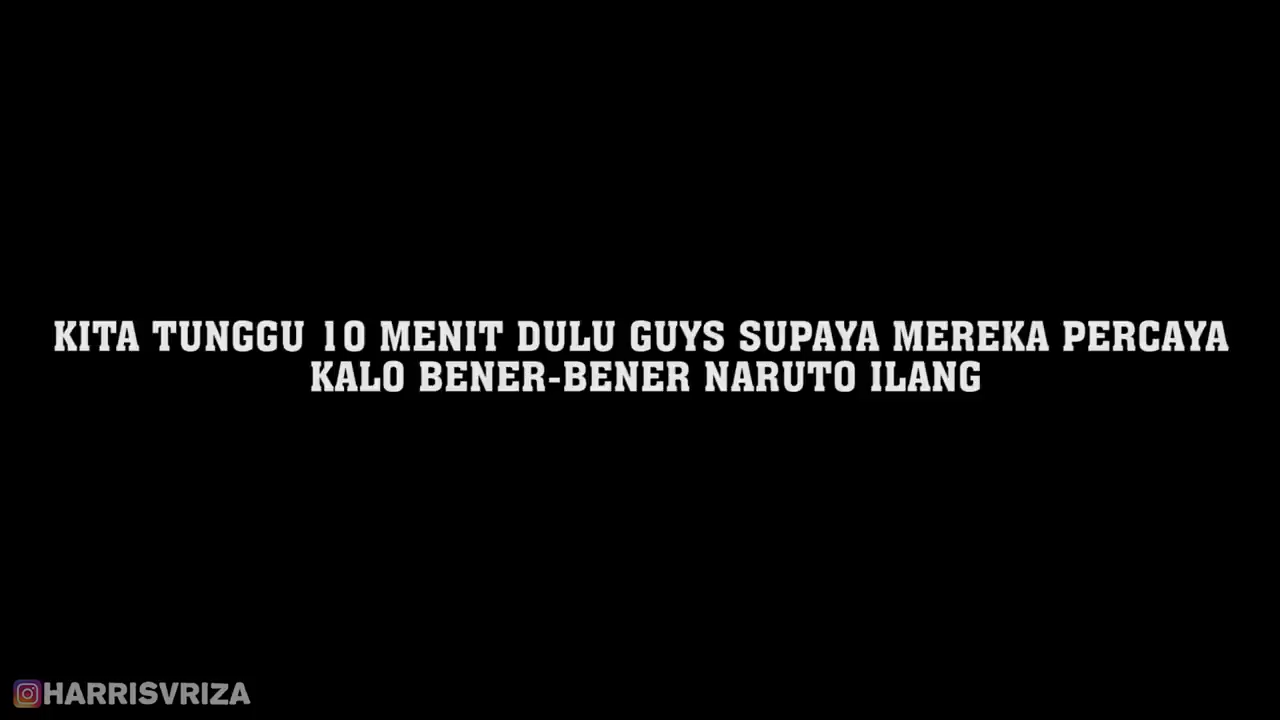 KITA TUNGGU 10 MENIT DULU GUYS SUPAYA MEREKA PERCAYA
KALO BENER-BENER NARUTO ILANG
HARRISVRIZA